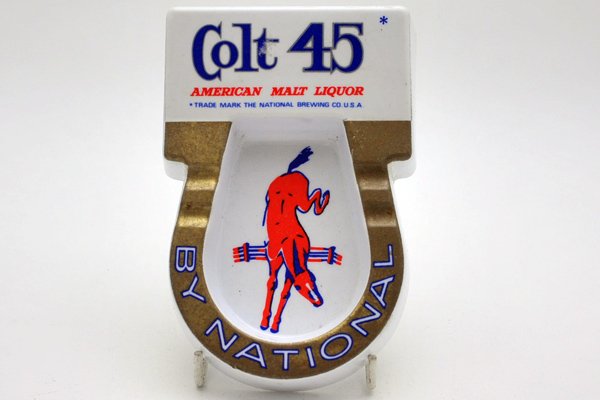 Colt 45*
AMERICAN MALT LIQUOR
*TRADE MARK THE NATIONAL BREWING CO. U.S.A.
BY NATIONAL